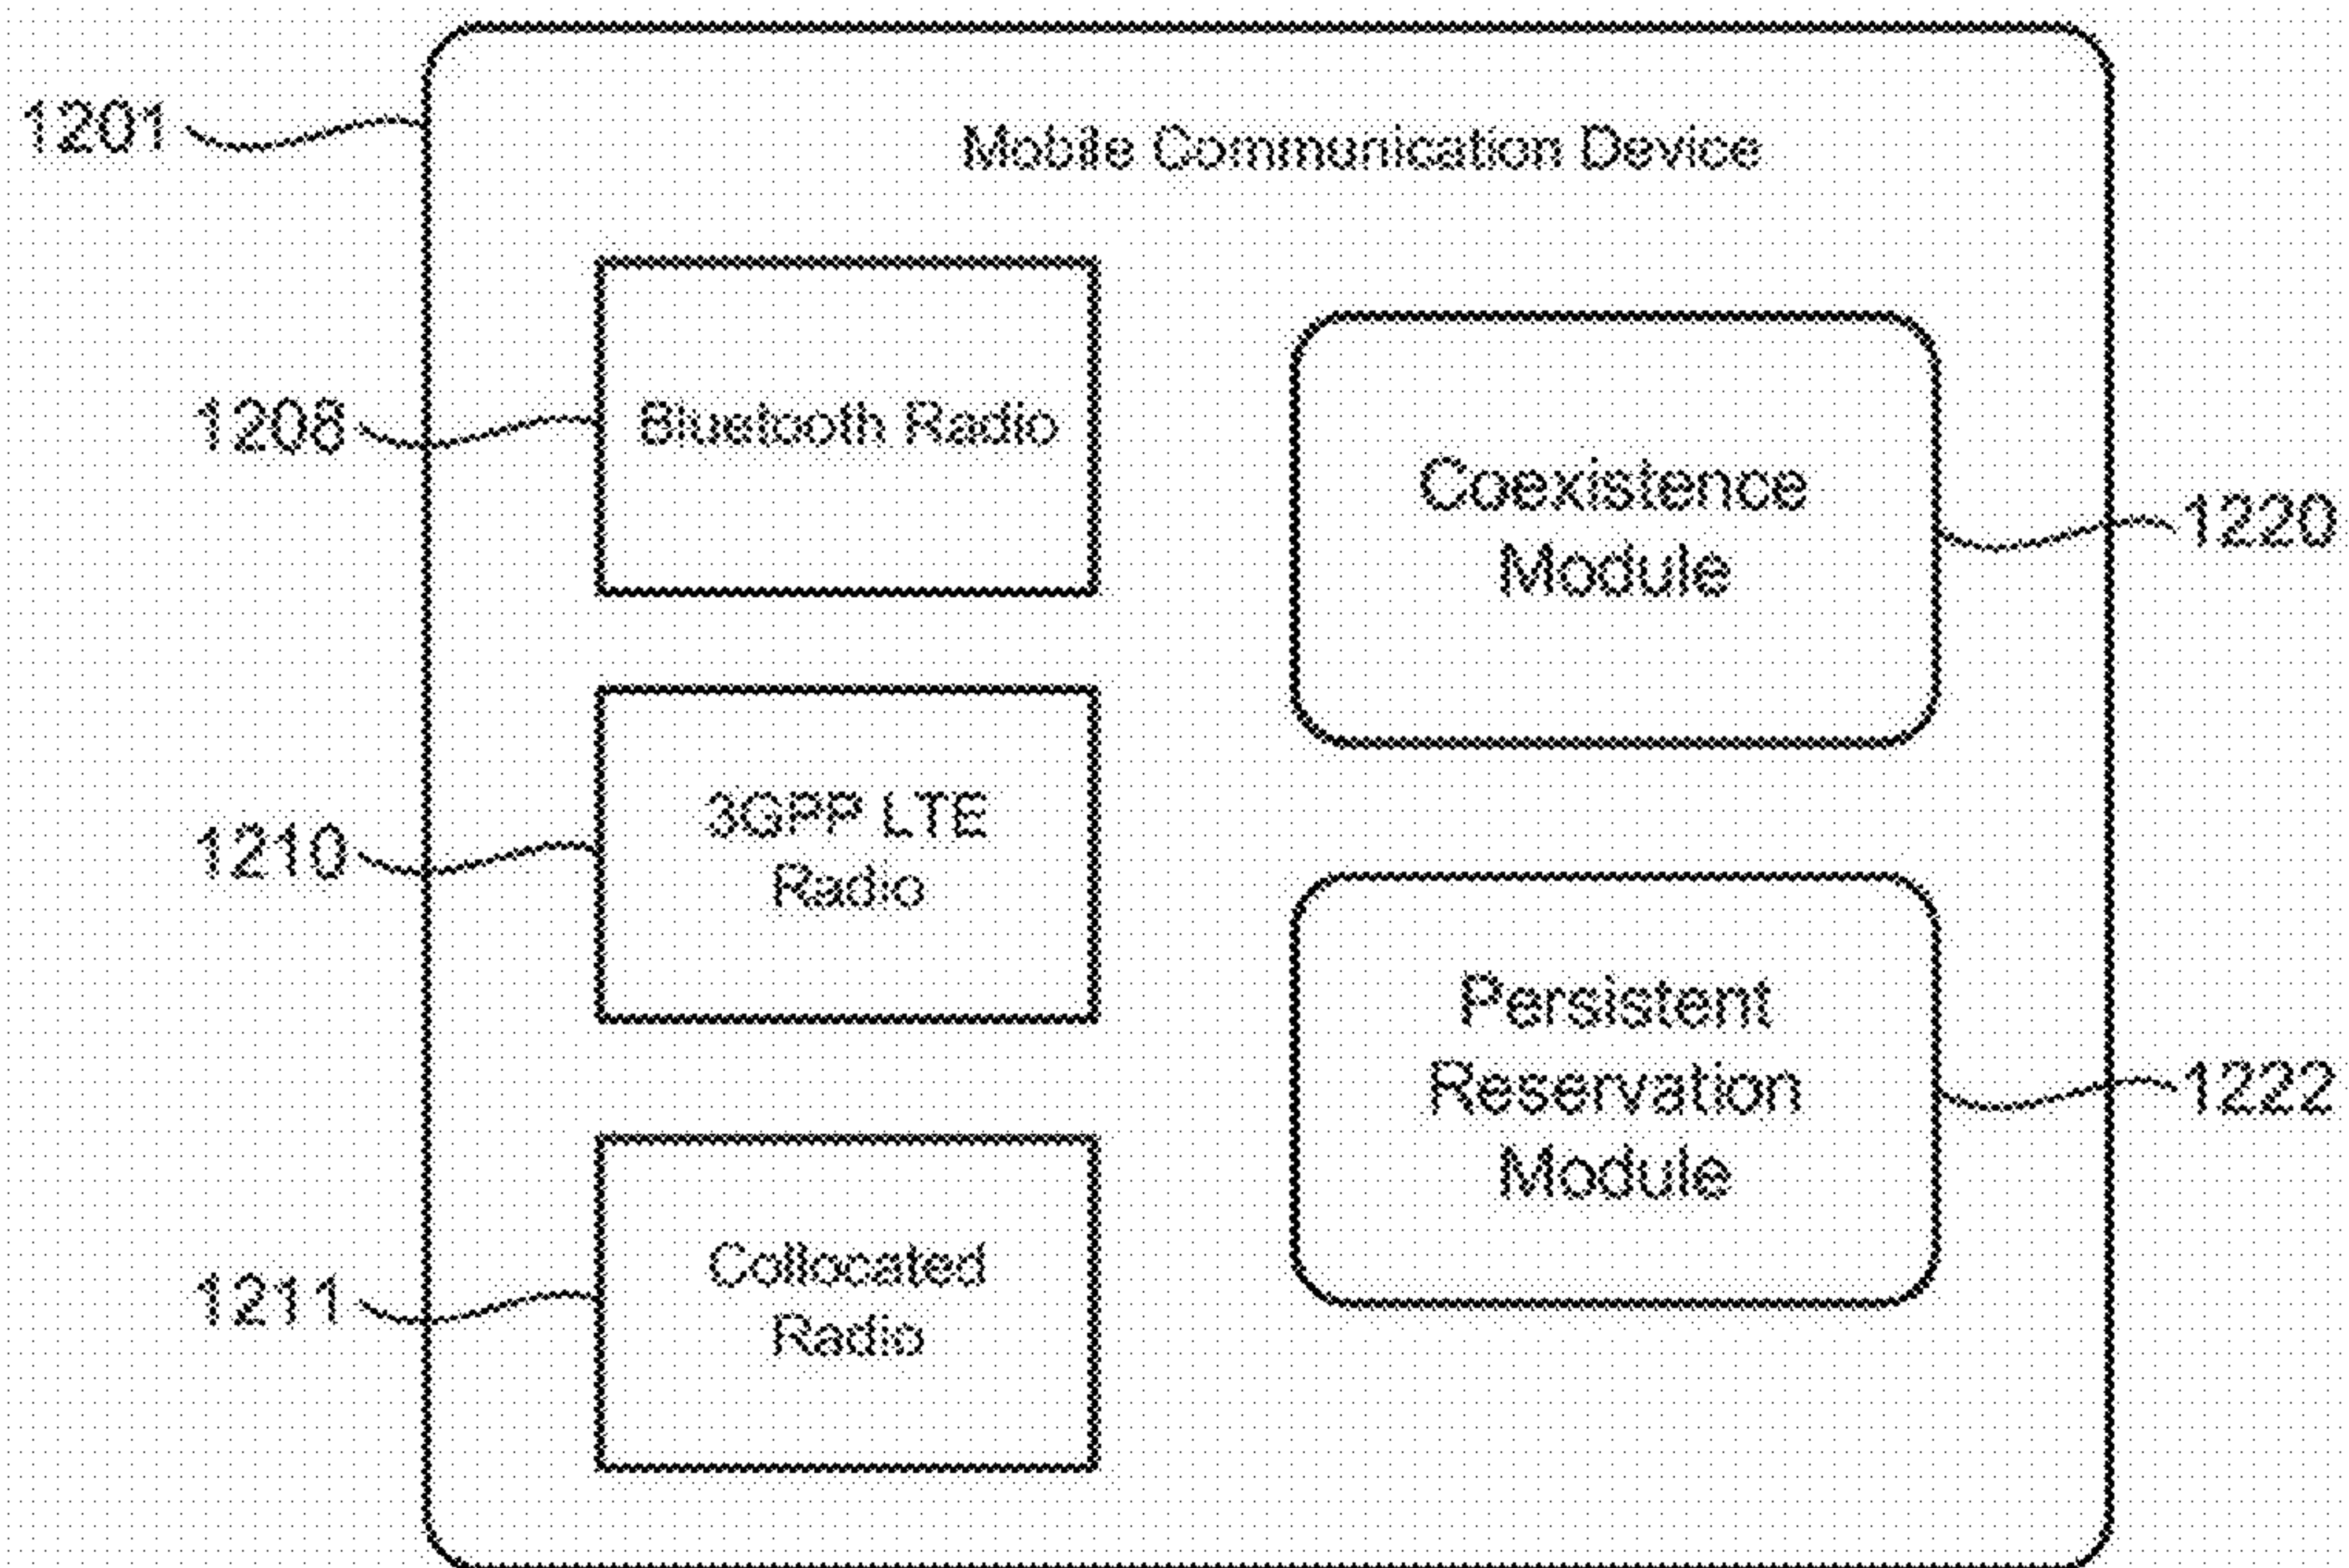 1201
Mobile Communication Device
1208
Bluetooth Radio
Coexistence
Module
1220
1210
3GPP LTE
Radio
Persistent
Reservation
Module
1222
1211
Collocated
Radio